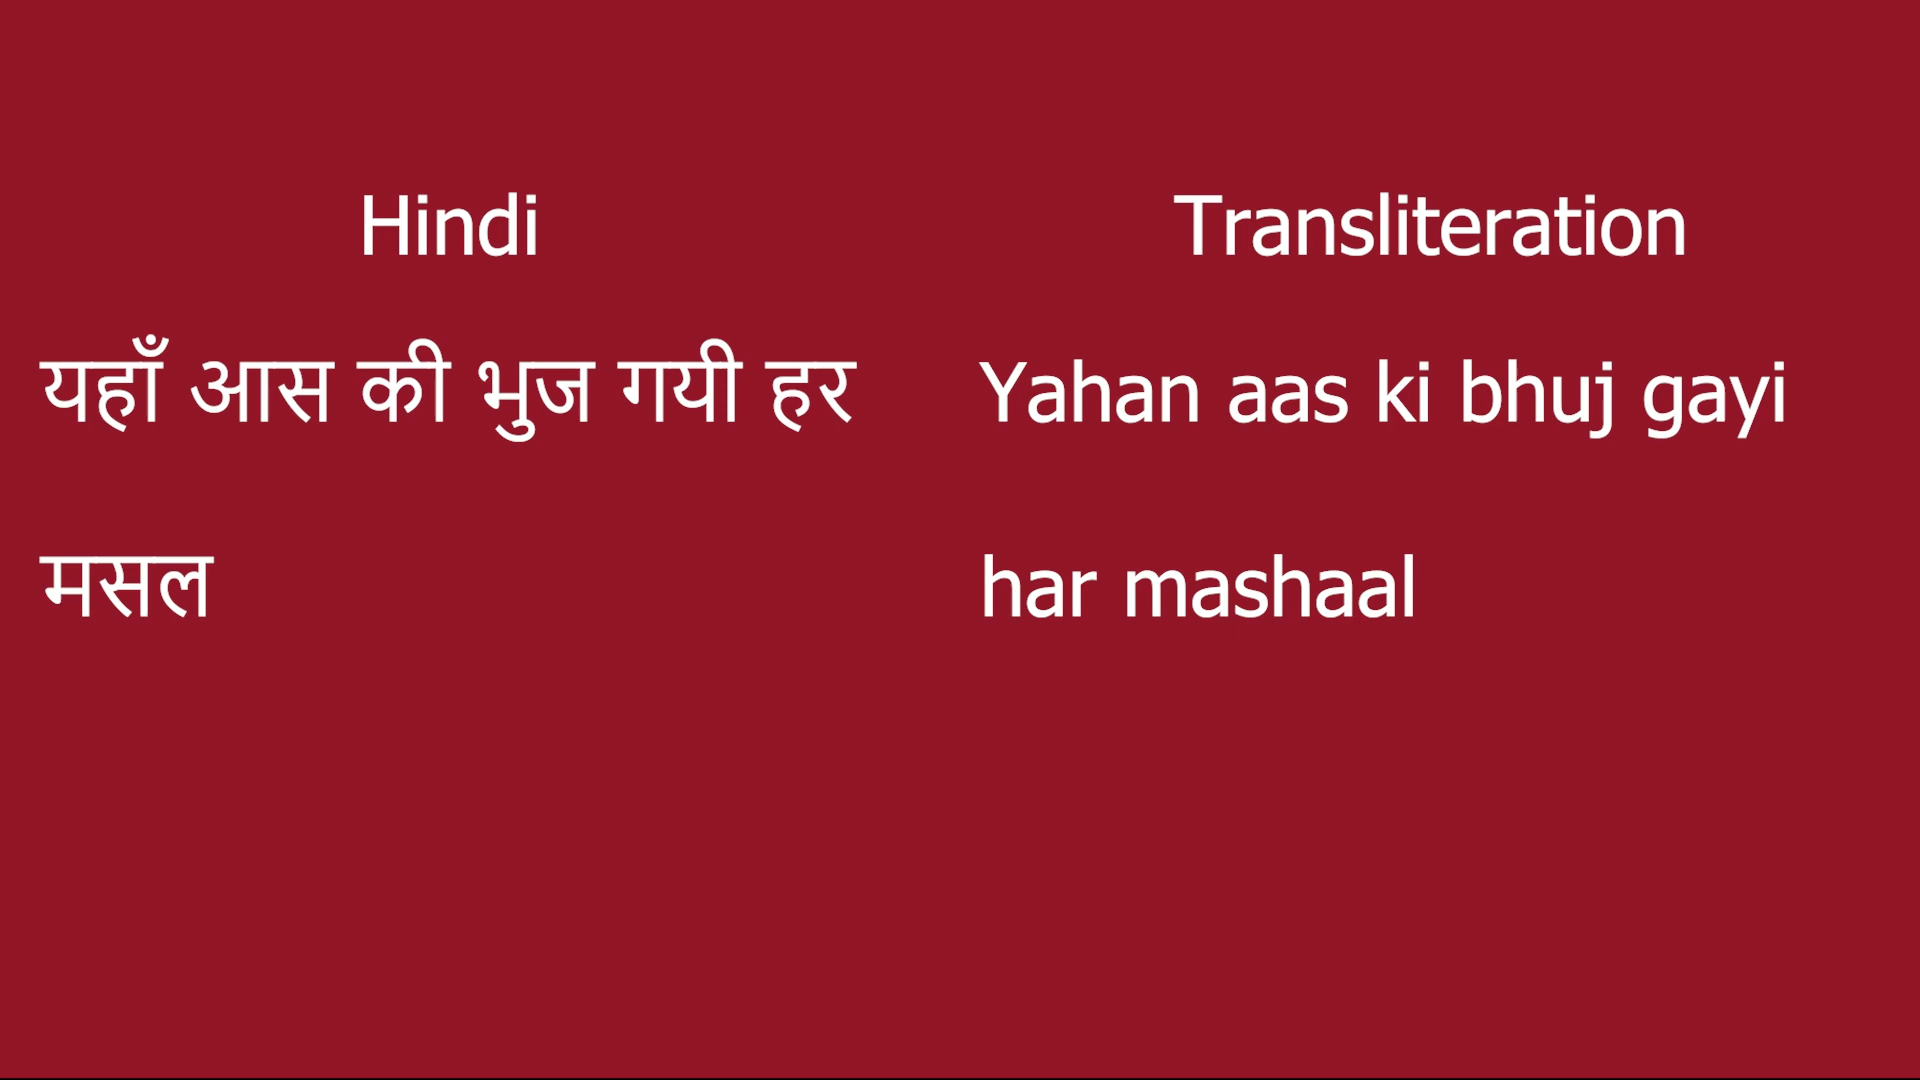 Hindi
Transliteration
यहाँ आस की भुज गयी हर
Yahan aas ki bhuj gayi
मसल
har mashaal